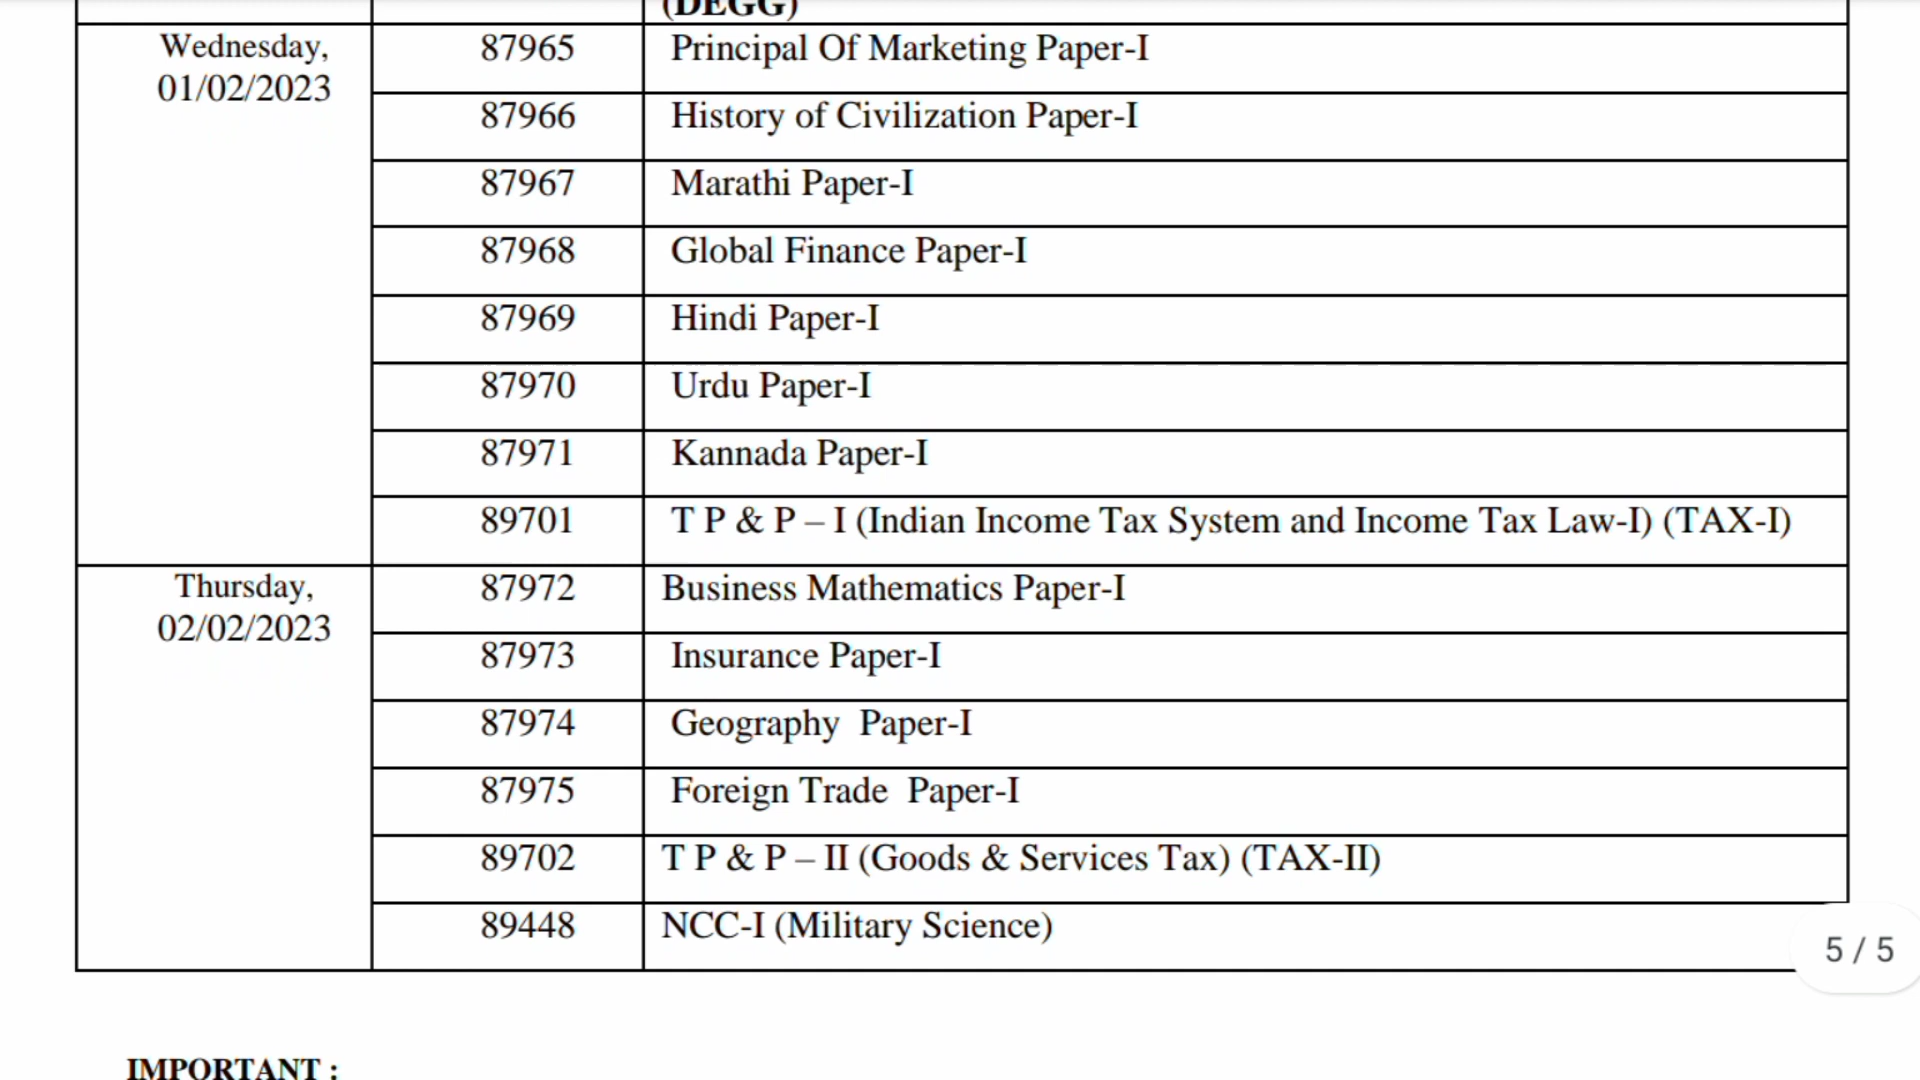 (DEGG)
Wednesday,
01/02/2023
87965 Principal Of Marketing Paper-I
87966 History of Civilization Paper-I
87967 Marathi Paper-I
87968 Global Finance Paper-I
87969 Hindi Paper-I
87970 Urdu Paper-I
87971 Kannada Paper-I
89701 T P & P – I (Indian Income Tax System and Income Tax Law-I) (TAX-I)
Thursday,
02/02/2023
87972 Business Mathematics Paper-I
87973 Insurance Paper-I
87974 Geography Paper-I
87975 Foreign Trade Paper-I
89702 T P & P – II (Goods & Services Tax) (TAX-II)
89448 NCC-I (Military Science)
5 / 5
IMPORTANT :